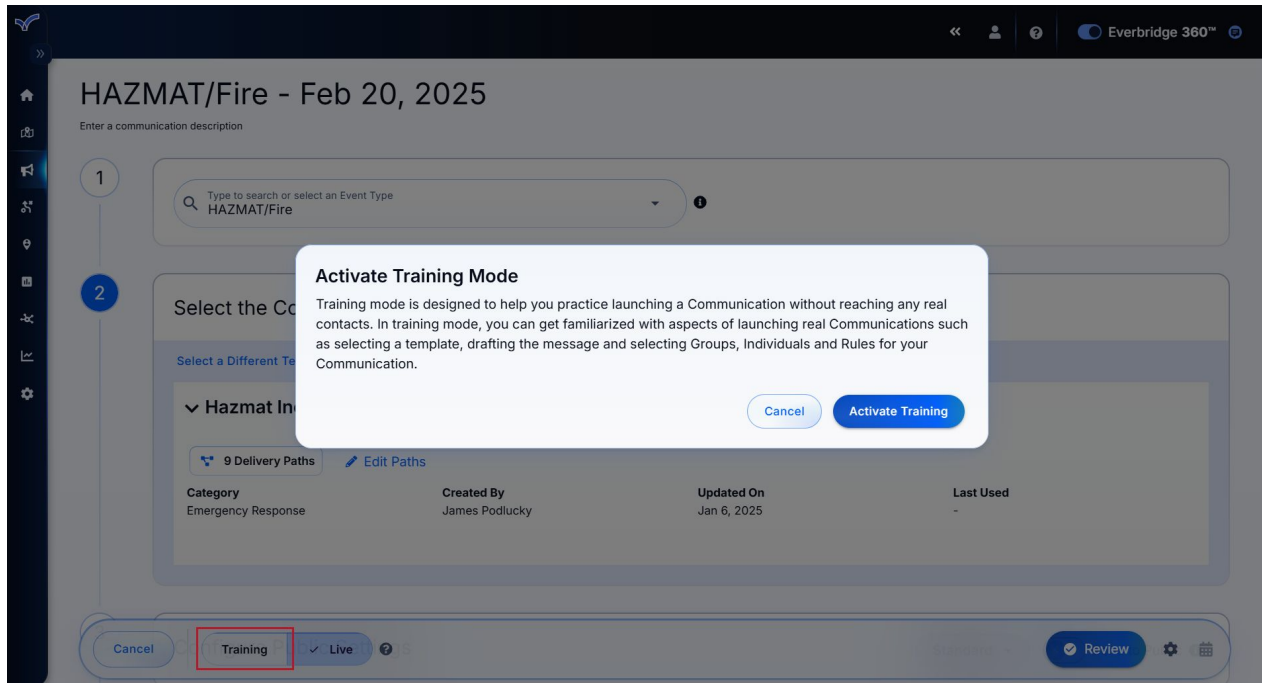 Everbridge 360™
HAZMAT/Fire - Feb 20, 2025
Enter a communication description
1
Type to search or select an Event Type
HAZMAT/Fire
2
Select the Co
Select a Different Te
Hazmat In
Activate Training Mode
Training mode is designed to help you practice launching a Communication without reaching any real
contacts. In training mode, you can get familiarized with aspects of launching real Communications such
as selecting a template, drafting the message and selecting Groups, Individuals and Rules for your
Communication.
Cancel
Activate Training
9 Delivery Paths
Edit Paths
Category
Created By
Updated On
Last Used
Emergency Response
James Podlucky
Jan 6, 2025
-
Cancel
Training
Live
Review